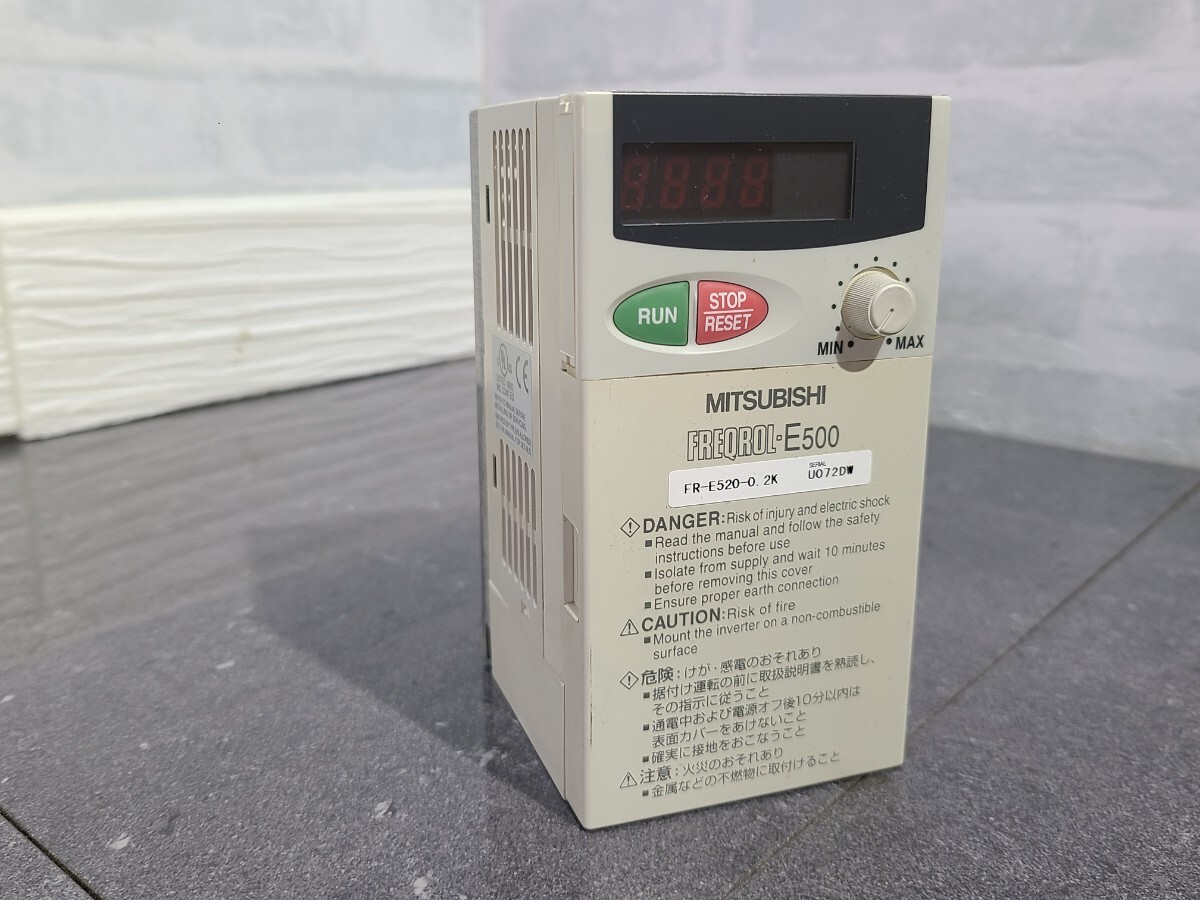 RUN
STOP
RESET
MIN
MAX
MITSUBISHI
FREQROL-E500
SERIAL
FR-E520-0.2K U072DW
DANGER:Risk of injury and electric shock
■Read the manual and follow the safety
instructions before use
■Isolate from supply and wait 10 minutes
before removing this cover
■Ensure proper earth connection
CAUTION:Risk of fire
■Mount the inverter on a non-combustible
surface
危険:けが・感電のおそれあり
■据付け運転の前に取扱説明書を熟読し、
その指示に従うこと
■通電中および電源オフ後10分以内は
表面カバーをあけないこと
■確実に接地をおこなうこと
注意:火災のおそれあり
■金属などの不燃物に取付けること
UL
CE